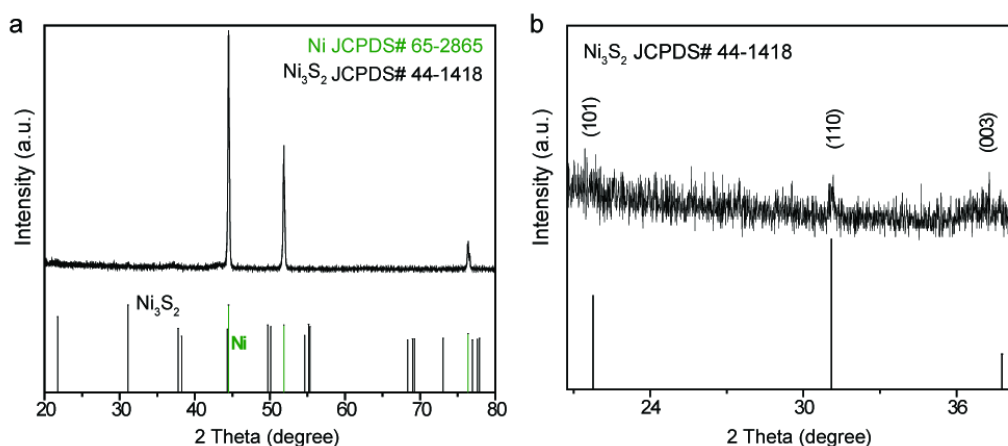 a
Ni JCPDS# 65-2865
Ni₃S₂ JCPDS# 44-1418
Intensity (a.u.)
Ni₃S₂
Ni
20 30 40 50 60 70 80
2 Theta (degree)
b
Ni₃S₂ JCPDS# 44-1418
(101)
(110)
(003)
Intensity (a.u.)
24 30 36
2 Theta (degree)